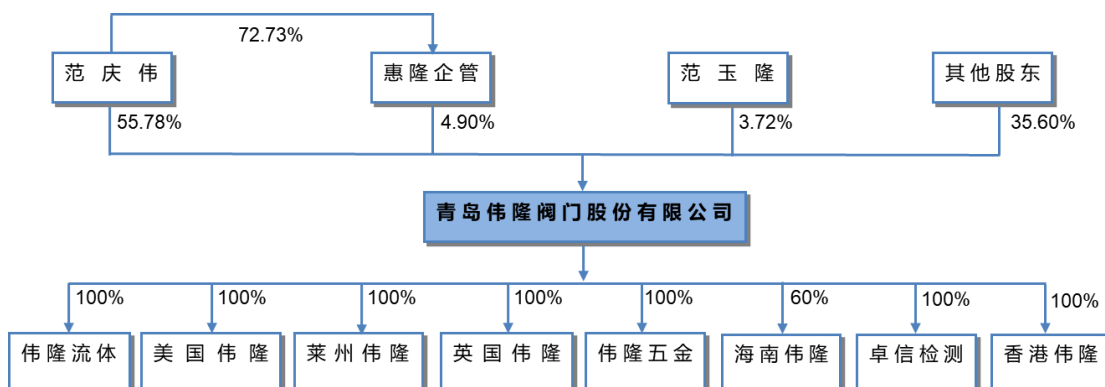 72.73%
范庆伟
惠隆企管
范玉隆
其他股东
55.78%
4.90%
3.72%
35.60%
青岛伟隆阀门股份有限公司
100%
100%
100%
100%
100%
60%
100%
100%
伟隆流体
美国伟隆
莱州伟隆
英国伟隆
伟隆五金
海南伟隆
卓信检测
香港伟隆